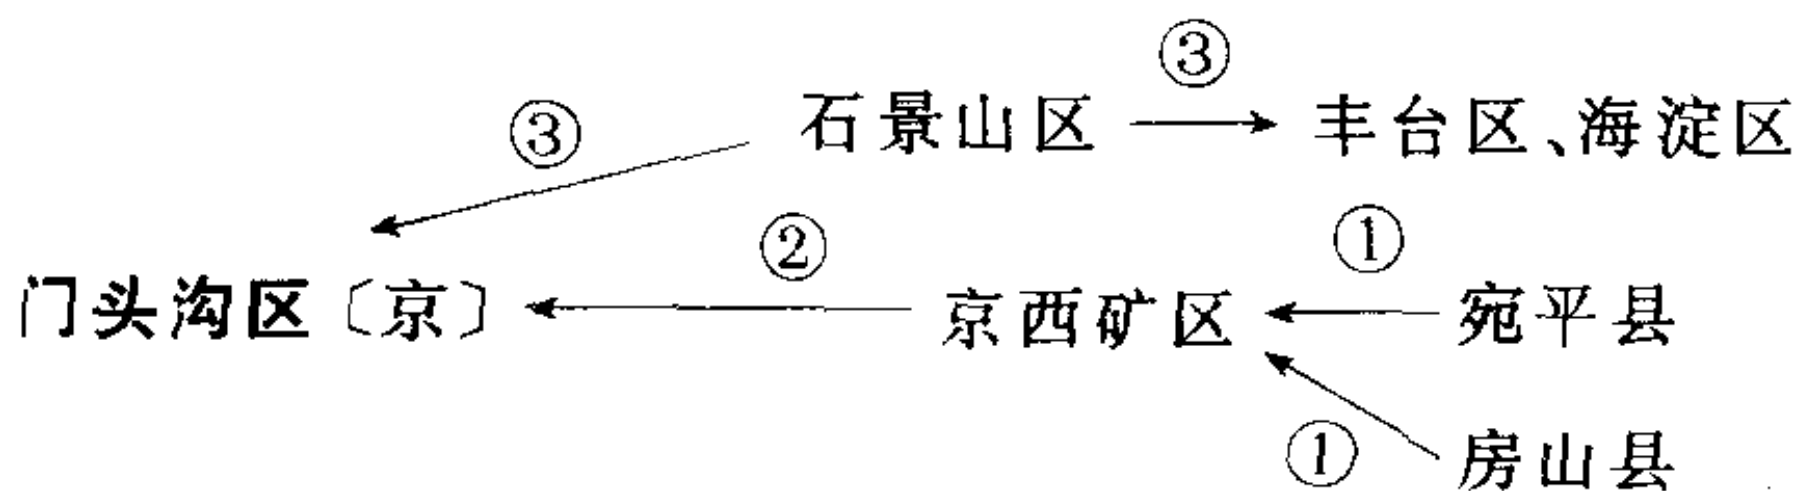 ③
石景山区 → 丰台区、海淀区
③
②
①
门头沟区〔京〕 ← 京西矿区 ← 宛平县
①
房山县